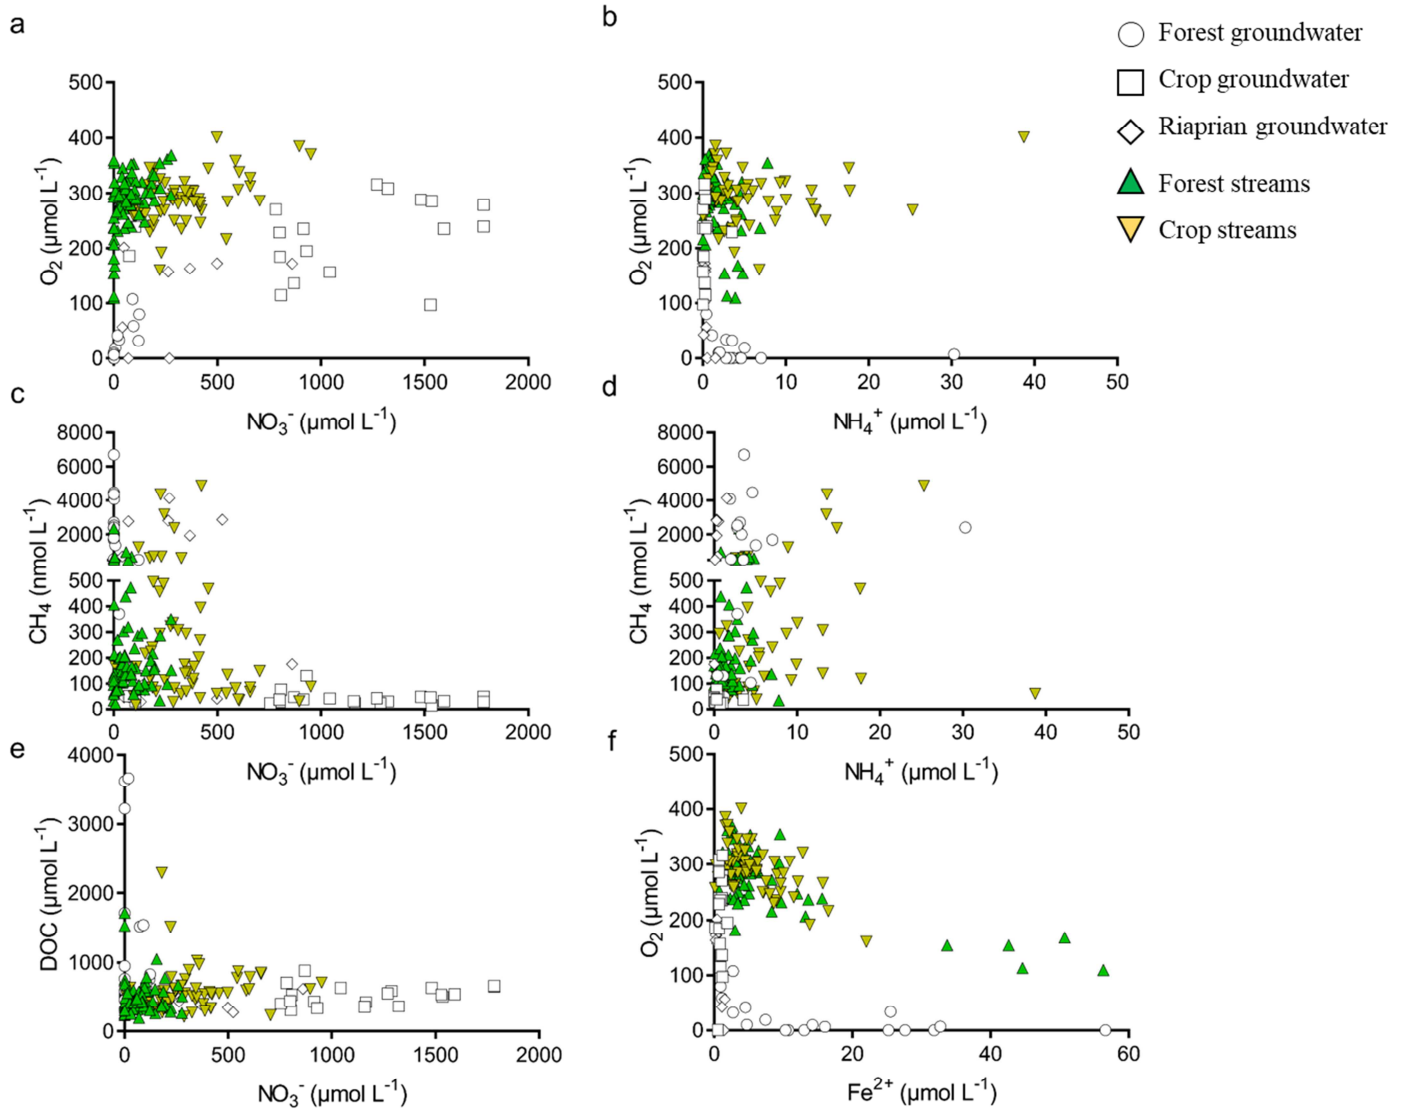 a
b
Forest groundwater
Crop groundwater
Riaprian groundwater
Forest streams
Crop streams
500
400
300
200
100
0
O₂ (µmol L⁻¹)
0 500 1000 1500 2000
NO₃⁻ (µmol L⁻¹)
500
400
300
200
100
0
O₂ (µmol L⁻¹)
0 10 20 30 40 50
NH₄⁺ (µmol L⁻¹)
c
d
8000
6000
4000
2000
500
400
300
200
100
0
CH₄ (nmol L⁻¹)
0 500 1000 1500 2000
NO₃⁻ (µmol L⁻¹)
8000
6000
4000
2000
500
400
300
200
100
0
CH₄ (nmol L⁻¹)
0 10 20 30 40 50
NH₄⁺ (µmol L⁻¹)
e
f
4000
3000
2000
1000
0
DOC (µmol L⁻¹)
0 500 1000 1500 2000
NO₃⁻ (µmol L⁻¹)
500
400
300
200
100
0
O₂ (µmol L⁻¹)
0 20 40 60
Fe²⁺ (µmol L⁻¹)